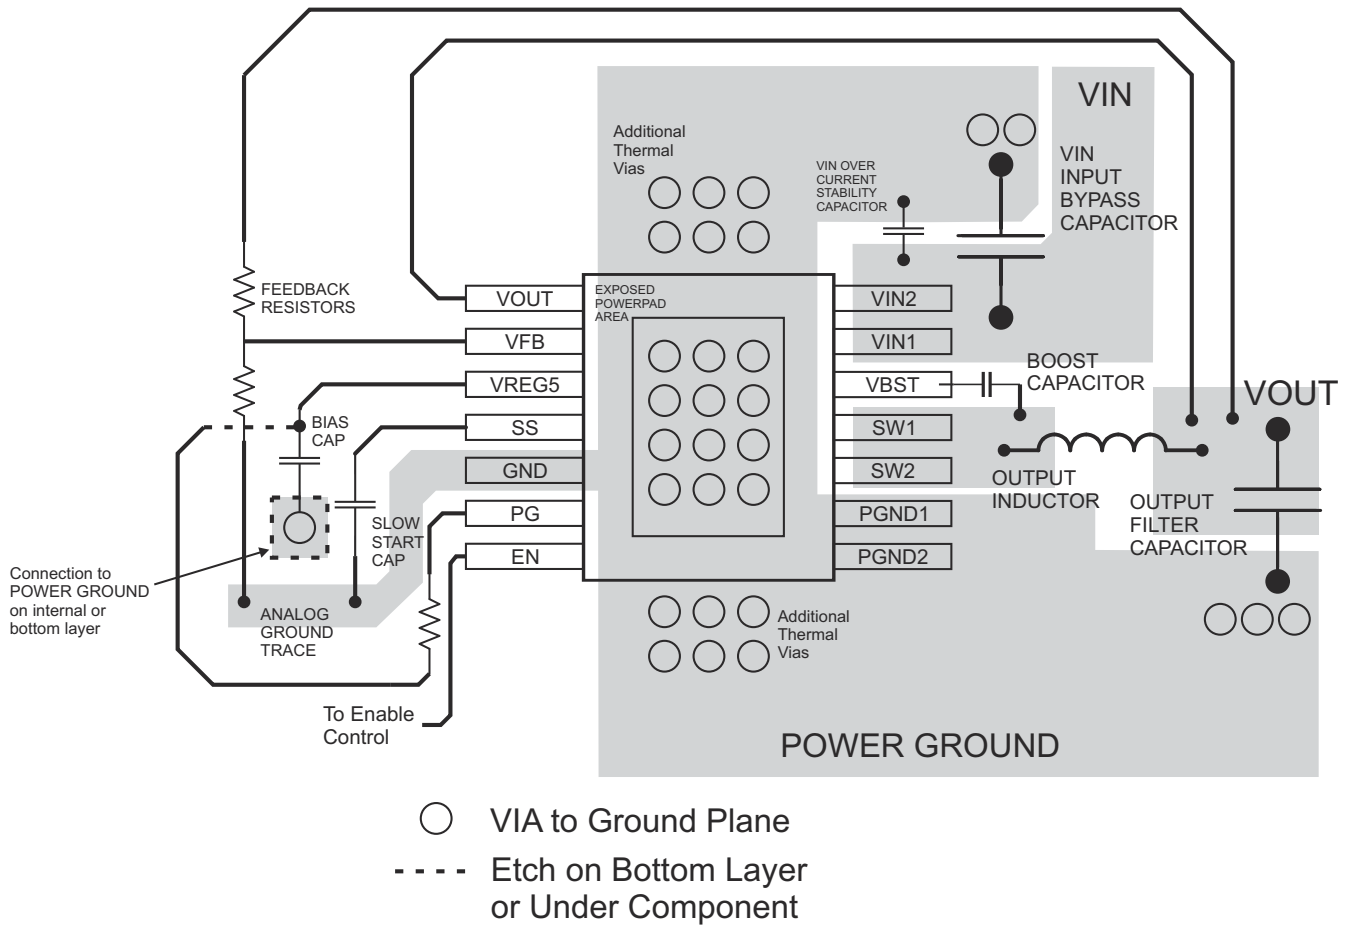 VIN
Additional
Thermal
Vias
VIN OVER
CURRENT
STABILITY
CAPACITOR
VIN
INPUT
BYPASS
CAPACITOR
FEEDBACK
RESISTORS
VOUT
VFB
VREG5
SS
GND
PG
EN
EXPOSED
POWERPAD
AREA
VIN2
VIN1
VBST
SW1
SW2
PGND1
PGND2
BOOST
CAPACITOR
VOUT
BIAS
CAP
OUTPUT
INDUCTOR
OUTPUT
FILTER
CAPACITOR
SLOW
START
CAP
Connection to
POWER GROUND
on internal or
bottom layer
ANALOG
GROUND
TRACE
Additional
Thermal
Vias
To Enable
Control
POWER GROUND
VIA to Ground Plane
Etch on Bottom Layer
or Under Component